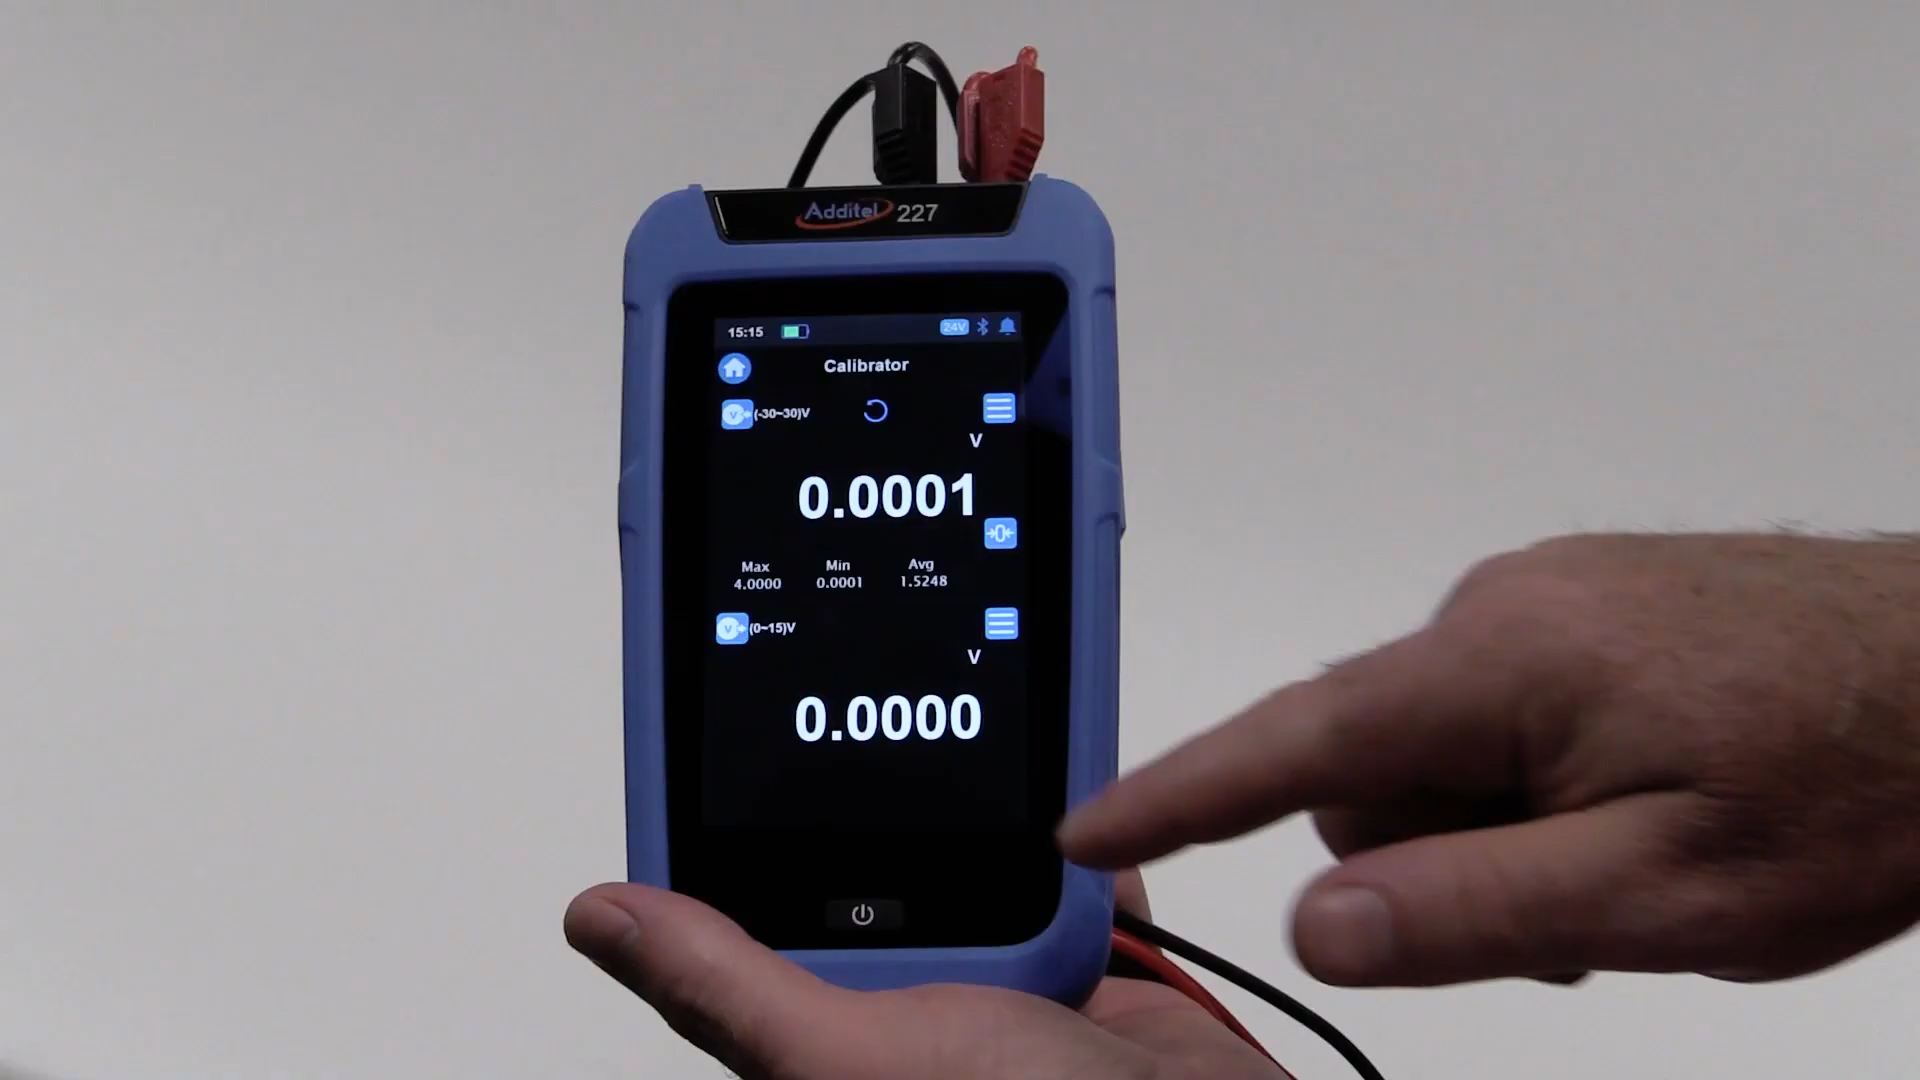 Additel 227
15:15 24V
Calibrator
V (-30~30)V
V
0.0001
→0←
Max Min Avg
4.0000 0.0001 1.5248
V (0~15)V
V
0.0000